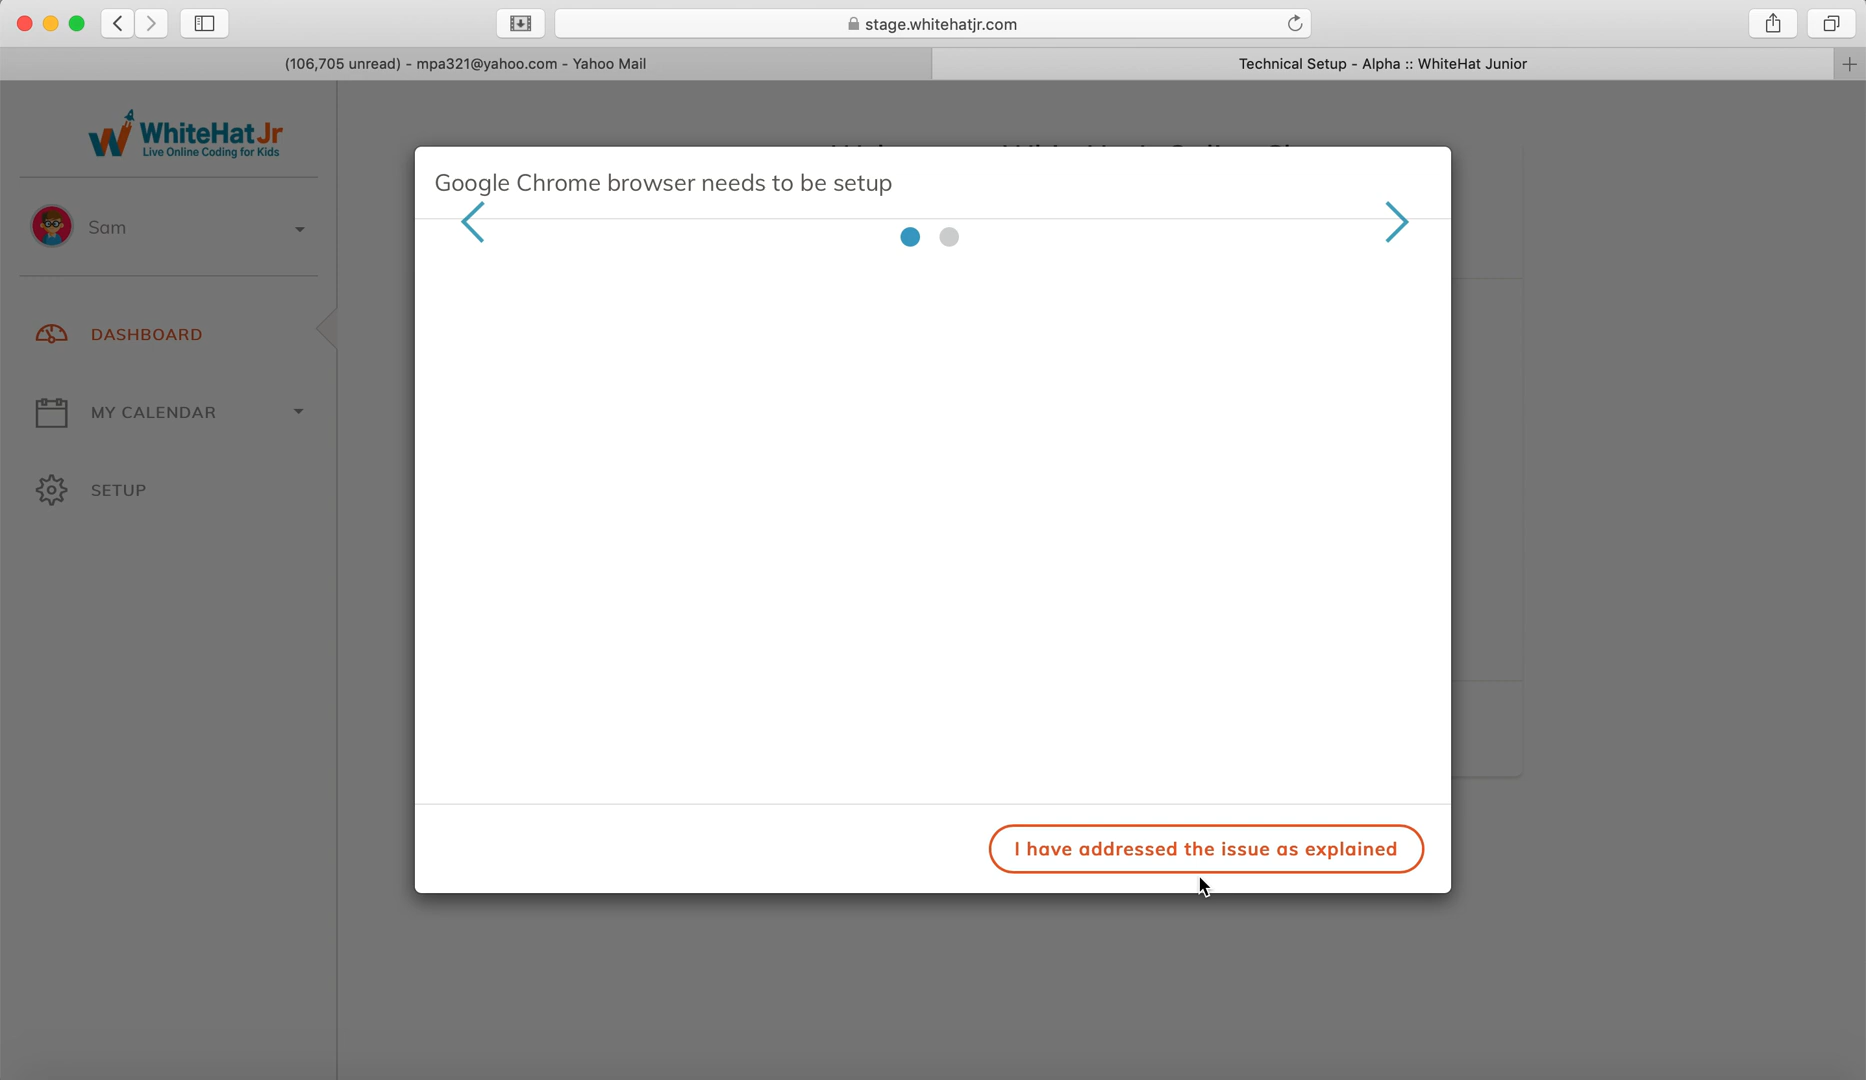 stage.whitehatjr.com
(106,705 unread) - mpa321@yahoo.com - Yahoo Mail
Technical Setup - Alpha :: WhiteHat Junior
WhiteHat Jr
Live Online Coding for Kids
Google Chrome browser needs to be setup
Sam
DASHBOARD
MY CALENDAR
SETUP
I have addressed the issue as explained